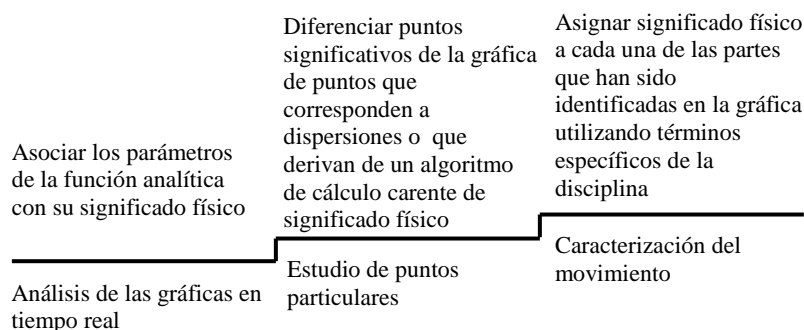 Asociar los parámetros
de la función analítica
con su significado físico
Análisis de las gráficas en
tiempo real
Diferenciar puntos
significativos de la gráfica
de puntos que
corresponden a
dispersiones o que
derivan de un algoritmo
de cálculo carente de
significado físico
Estudio de puntos
particulares
Asignar significado físico
a cada una de las partes
que han sido
identificadas en la gráfica
utilizando términos
específicos de la
disciplina
Caracterización del
movimiento